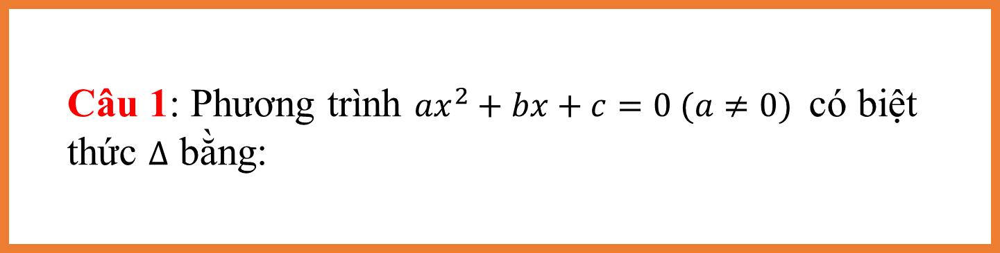 Câu 1: Phương trình 𝑎𝑥² + 𝑏𝑥 + 𝑐 = 0 (𝑎 ≠ 0) có biệt
thức Δ bằng: